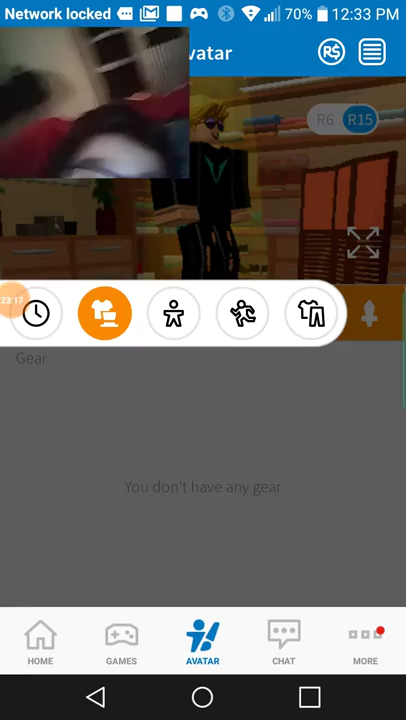 Network locked 70% 12:33 PM
vatar R$
R6 R15
23:17
Gear
You don't have any gear
HOME GAMES AVATAR CHAT MORE